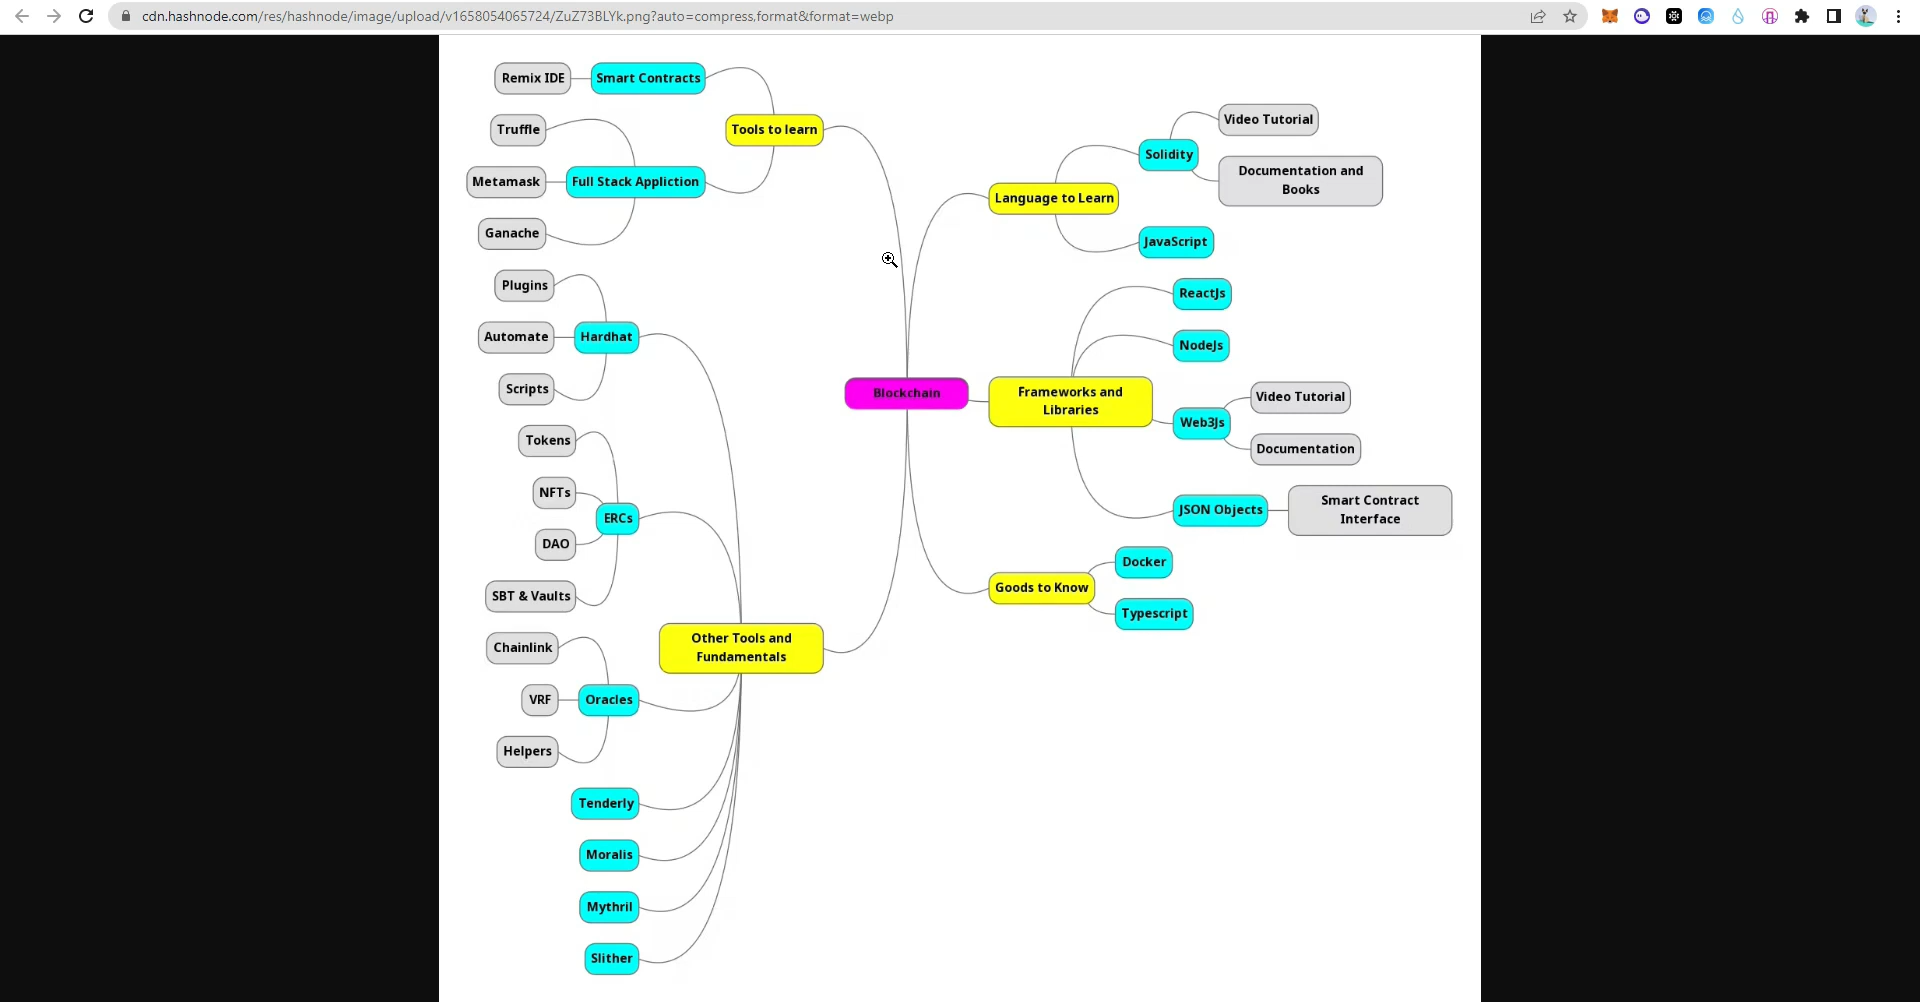 cdn.hashnode.com/res/hashnode/image/upload/v1658054065724/ZuZ73BLYk.png?auto=compress,format&format=webp
Remix IDE
Smart Contracts
Truffle
Tools to learn
Metamask
Full Stack Appliction
Ganache
Plugins
Automate
Hardhat
Scripts
Tokens
NFTs
ERCs
DAO
SBT & Vaults
Other Tools and
Fundamentals
Chainlink
VRF
Oracles
Helpers
Tenderly
Moralis
Mythril
Slither
Blockchain
Video Tutorial
Solidity
Documentation and
Books
Language to Learn
JavaScript
ReactJs
NodeJs
Frameworks and
Libraries
Video Tutorial
Web3Js
Documentation
JSON Objects
Smart Contract
Interface
Docker
Goods to Know
Typescript